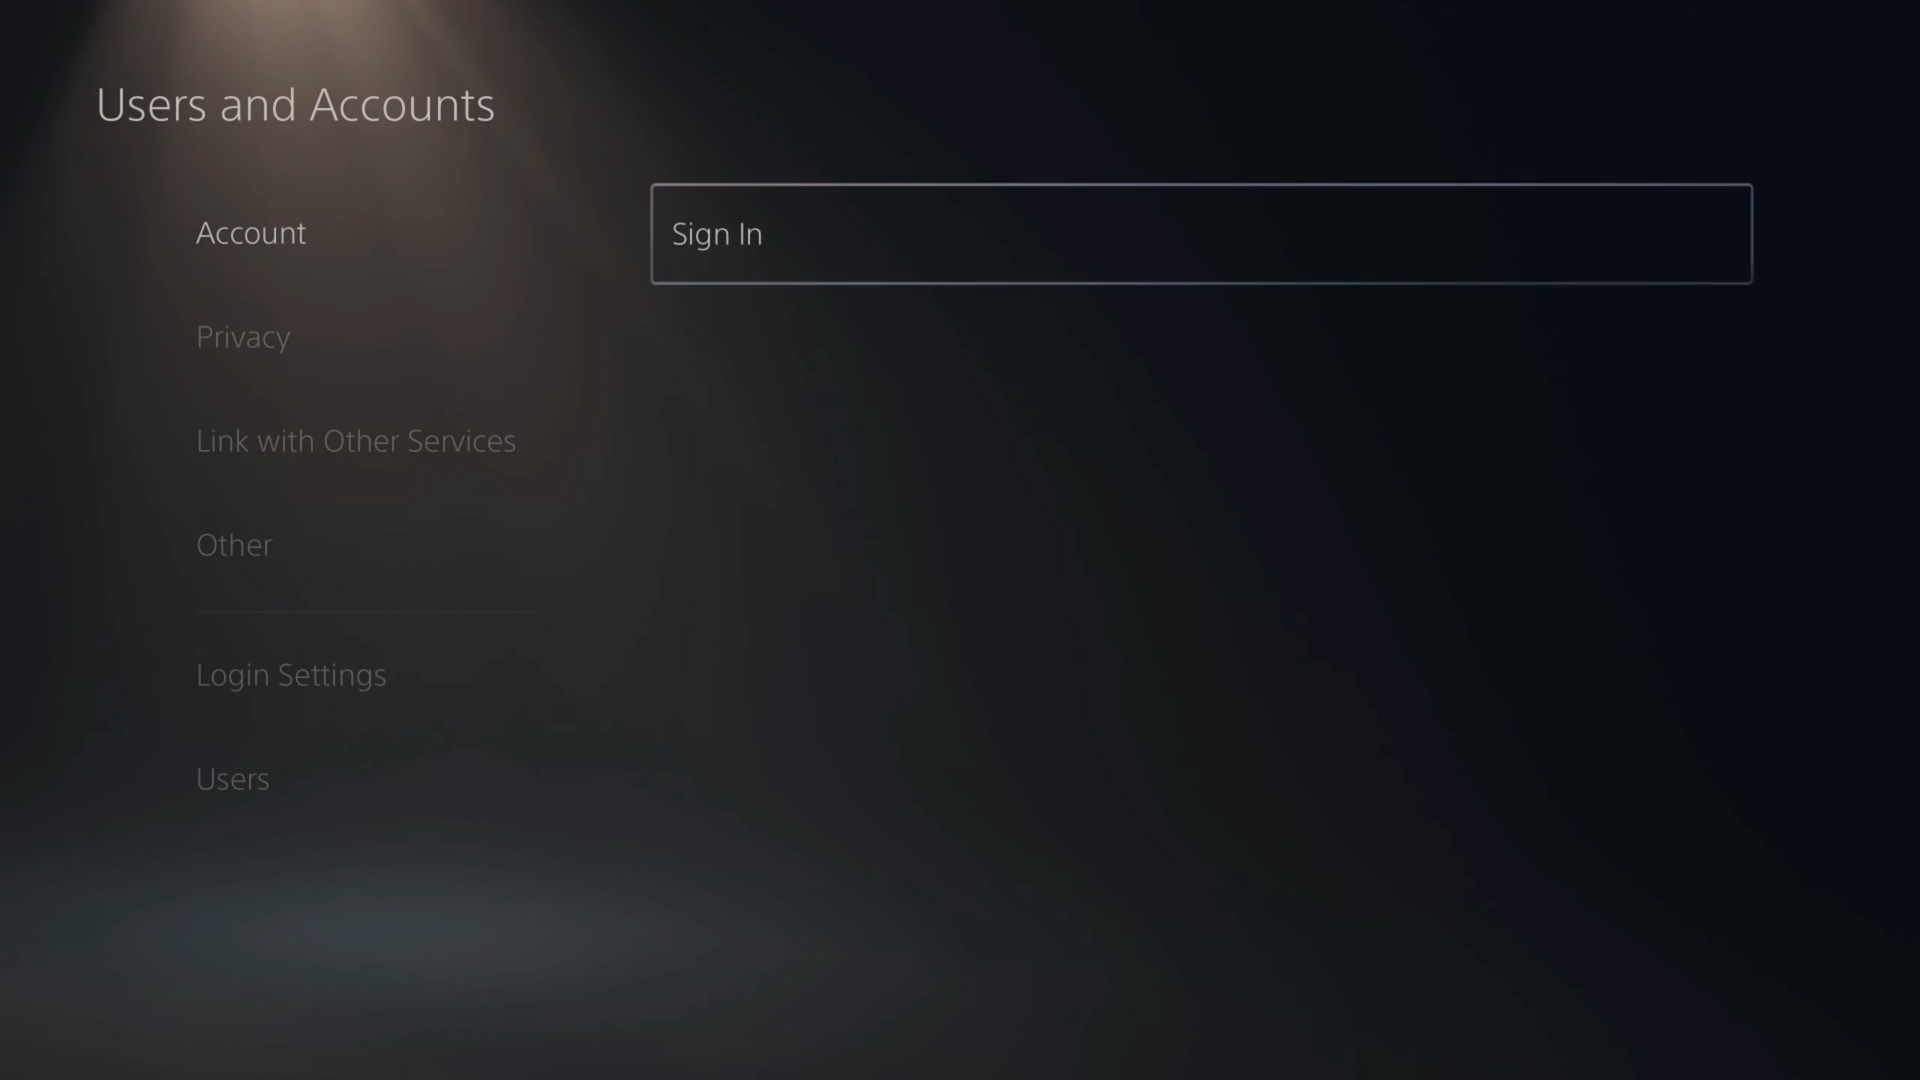 Users and Accounts
Account
Sign In
Privacy
Link with Other Services
Other
Login Settings
Users